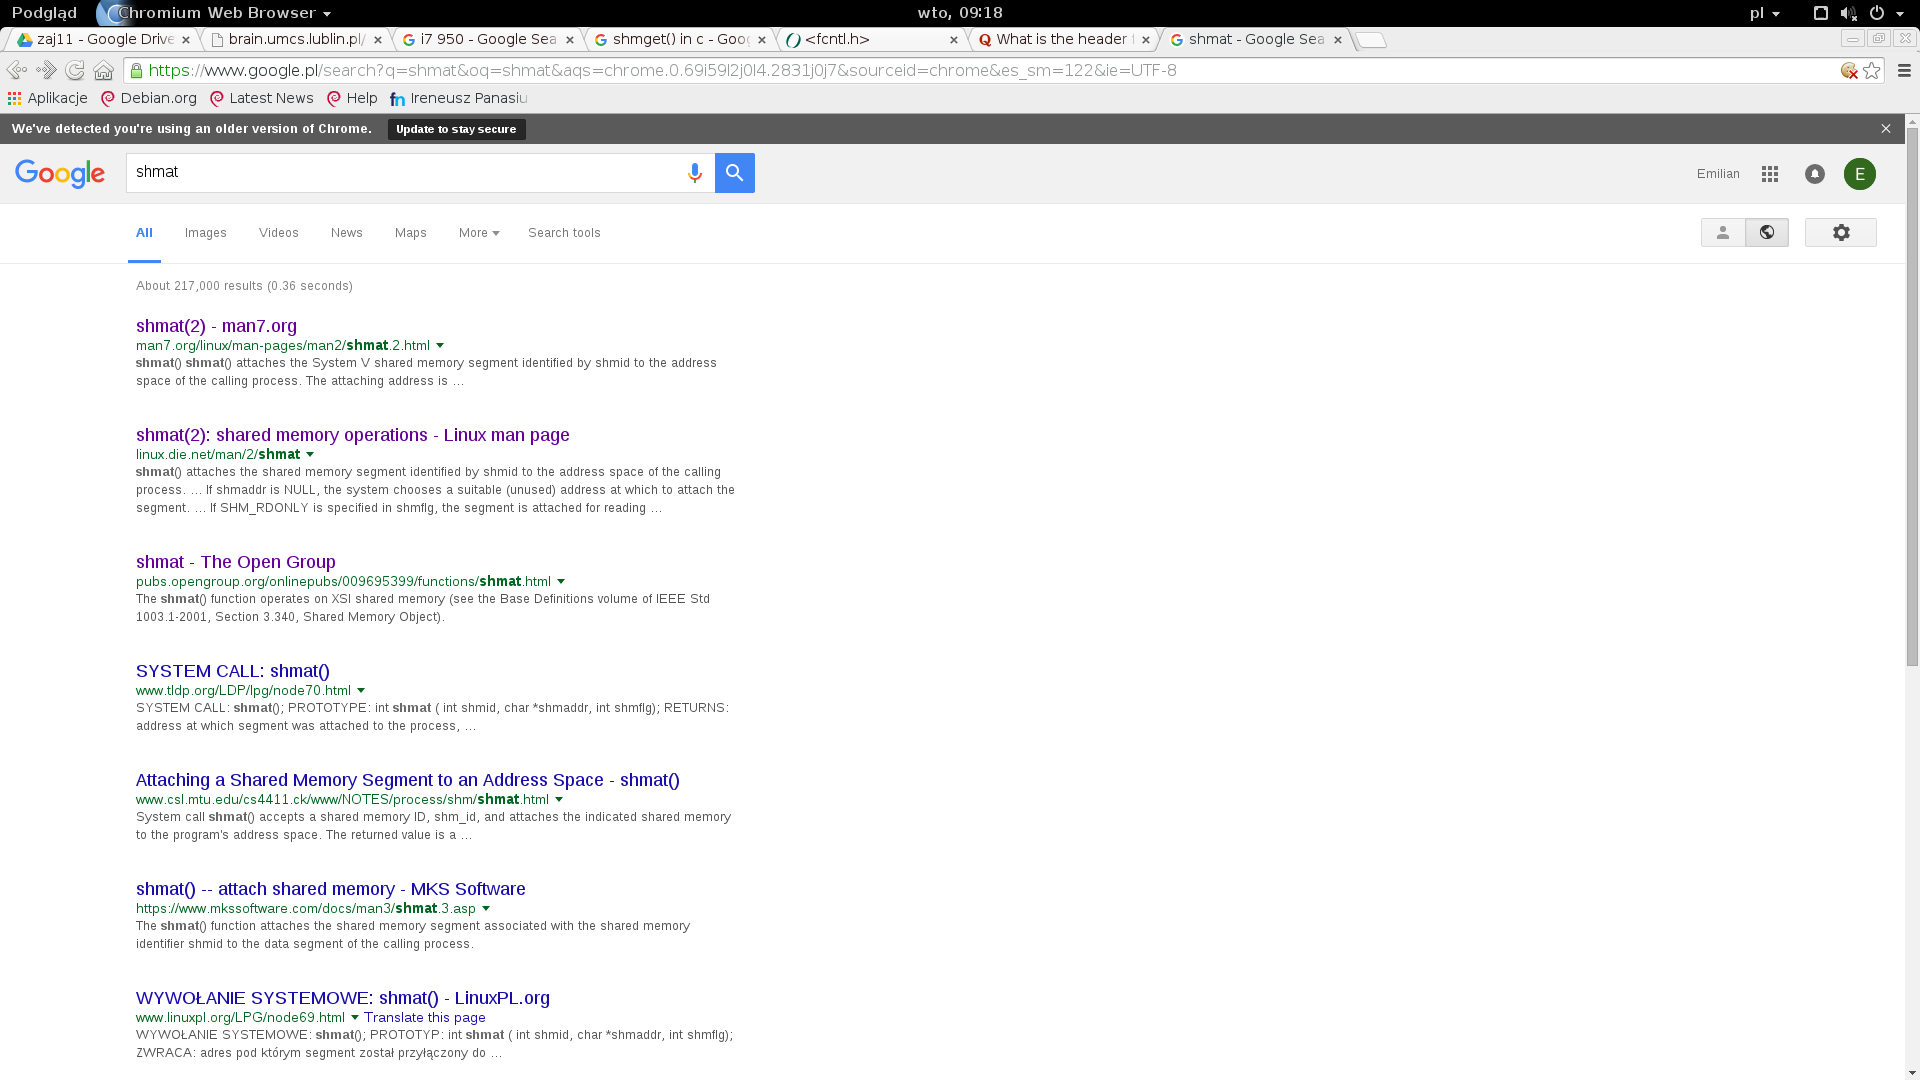 Podgląd Chromium Web Browser wto, 09:18 pl
zaj11 - Google Drive brain.umcs.lublin.pl/ i7 950 - Google Sea shmget() in c - Goog <fcntl.h> What is the header shmat - Google Sea
https://www.google.pl/search?q=shmat&oq=shmat&aqs=chrome.0.69i59l2j0l4.2831j0j7&sourceid=chrome&es_sm=122&ie=UTF-8
Aplikacje Debian.org Latest News Help Ireneusz Panasiu
We've detected you're using an older version of Chrome. Update to stay secure
Google shmat Emilian E
All Images Videos News Maps More Search tools
About 217,000 results (0.36 seconds)
shmat(2) - man7.org
man7.org/linux/man-pages/man2/shmat.2.html
shmat() shmat() attaches the System V shared memory segment identified by shmid to the address
space of the calling process. The attaching address is ...
shmat(2): shared memory operations - Linux man page
linux.die.net/man/2/shmat
shmat() attaches the shared memory segment identified by shmid to the address space of the calling
process. ... If shmaddr is NULL, the system chooses a suitable (unused) address at which to attach the
segment. ... If SHM_RDONLY is specified in shmflg, the segment is attached for reading ...
shmat - The Open Group
pubs.opengroup.org/onlinepubs/009695399/functions/shmat.html
The shmat() function operates on XSI shared memory (see the Base Definitions volume of IEEE Std
1003.1-2001, Section 3.340, Shared Memory Object).
SYSTEM CALL: shmat()
www.tldp.org/LDP/lpg/node70.html
SYSTEM CALL: shmat(); PROTOTYPE: int shmat ( int shmid, char *shmaddr, int shmflg); RETURNS:
address at which segment was attached to the process, ...
Attaching a Shared Memory Segment to an Address Space - shmat()
www.csl.mtu.edu/cs4411.ck/www/NOTES/process/shm/shmat.html
System call shmat() accepts a shared memory ID, shm_id, and attaches the indicated shared memory
to the program's address space. The returned value is a ...
shmat() -- attach shared memory - MKS Software
https://www.mkssoftware.com/docs/man3/shmat.3.asp
The shmat() function attaches the shared memory segment associated with the shared memory
identifier shmid to the data segment of the calling process.
WYWOŁANIE SYSTEMOWE: shmat() - LinuxPL.org
www.linuxpl.org/LPG/node69.html Translate this page
WYWOŁANIE SYSTEMOWE: shmat(); PROTOTYP: int shmat ( int shmid, char *shmaddr, int shmflg);
ZWRACA: adres pod którym segment został przyłączony do ...